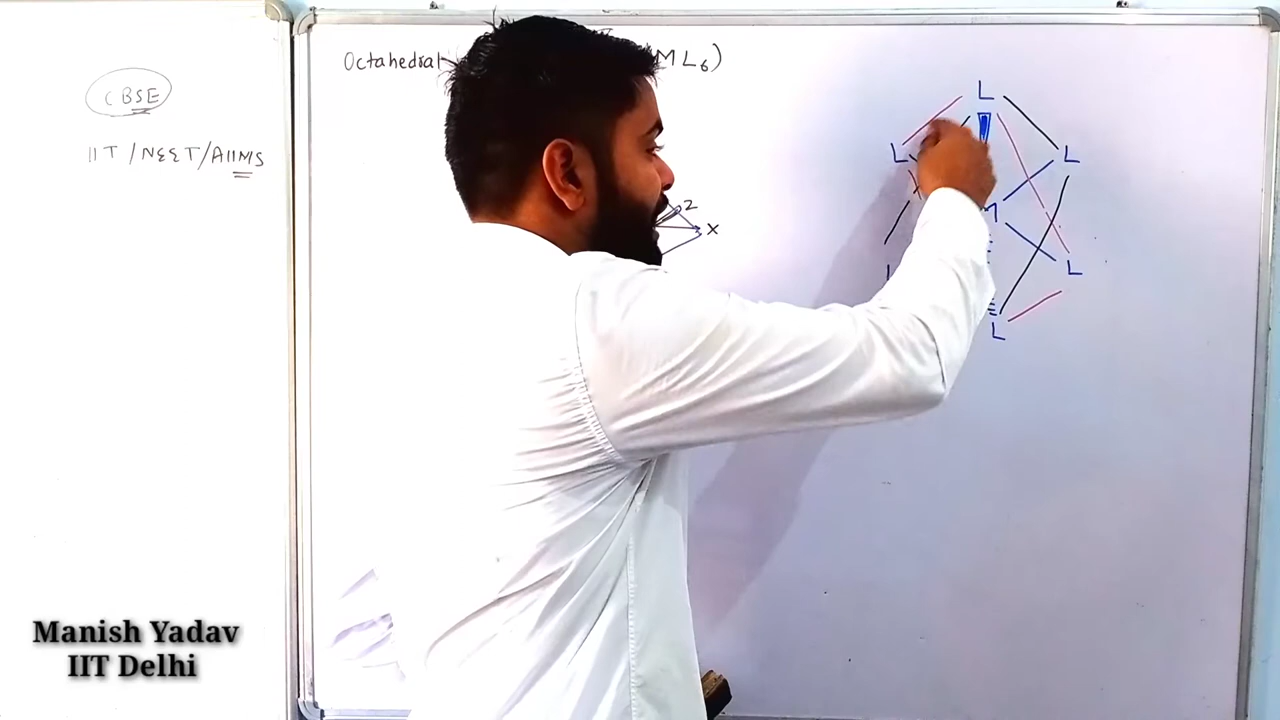 CBSE
IIT / NEET / AIIMS
Octahedral
ML6)
Z
X
L
L
L
L
L
Manish Yadav
IIT Delhi